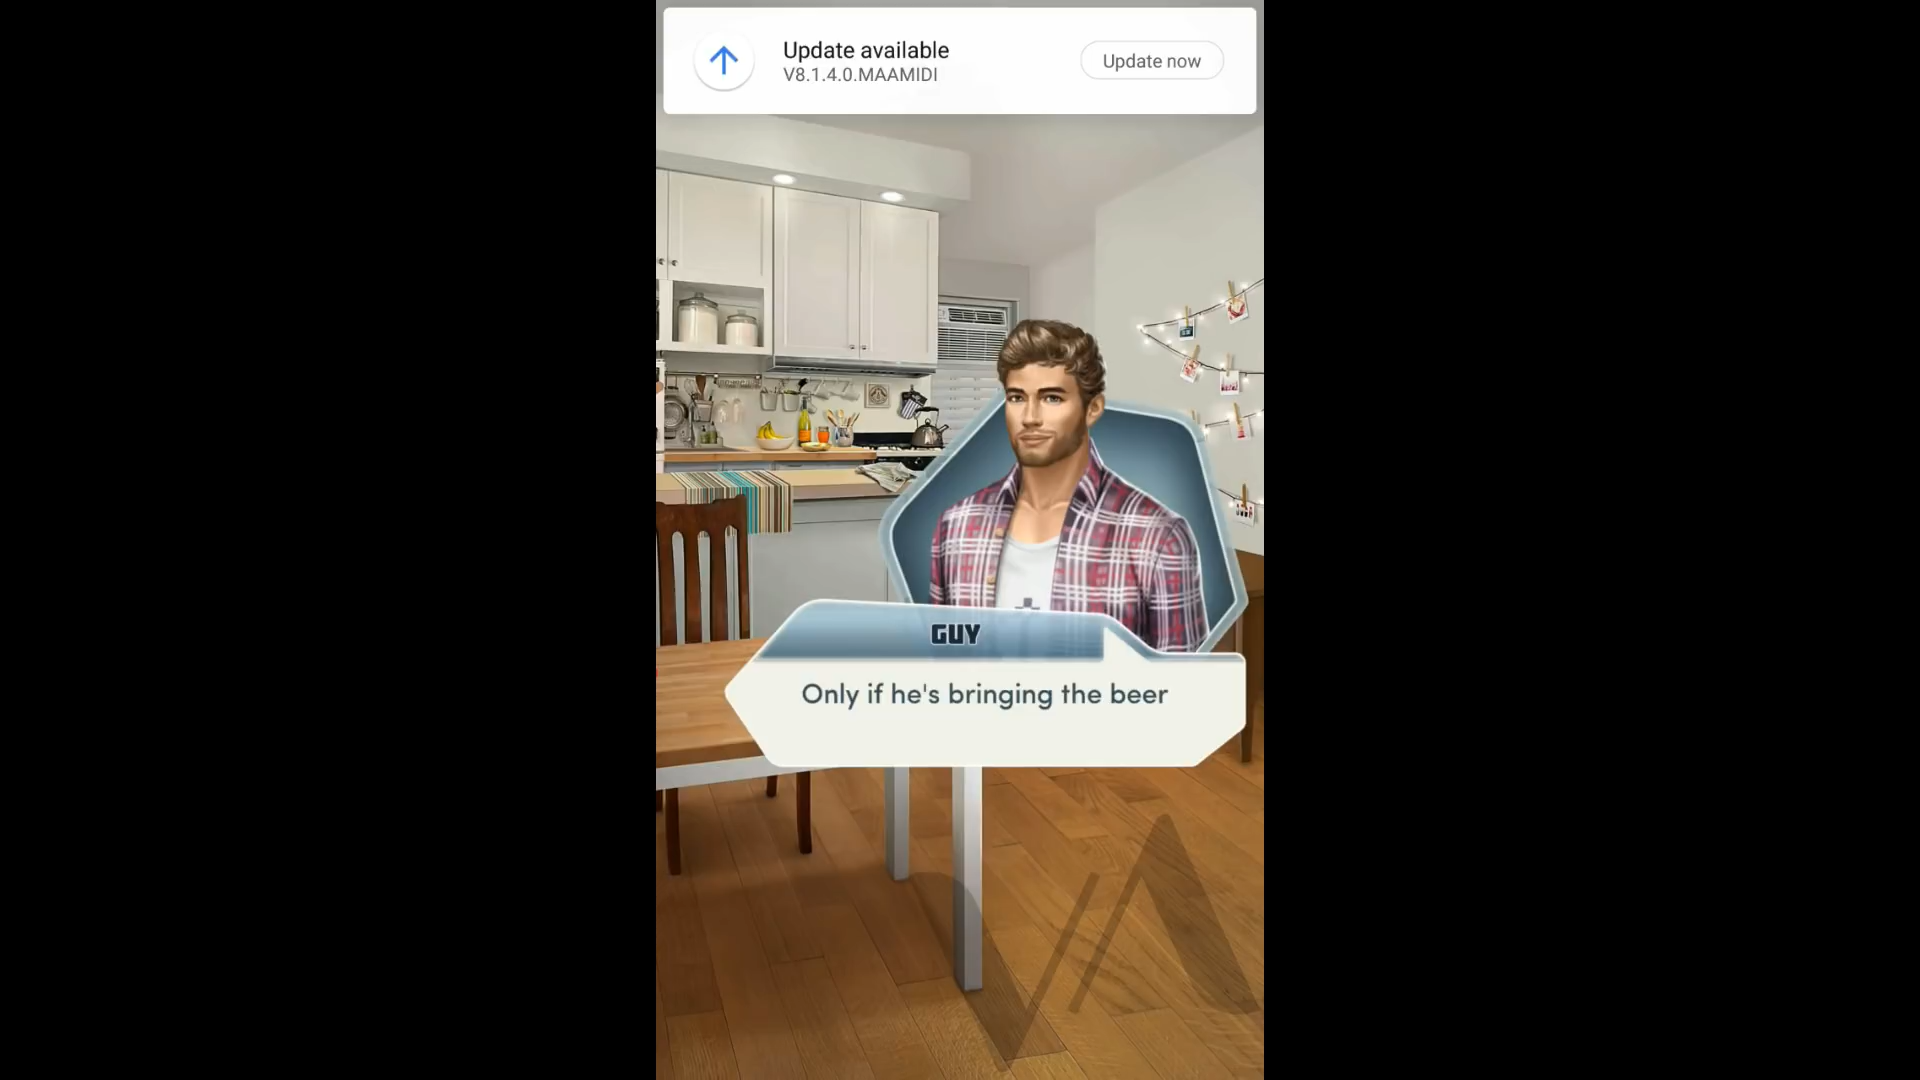 Update available
V8.1.4.0.MAAMIDI
Update now
GUY
Only if he's bringing the beer